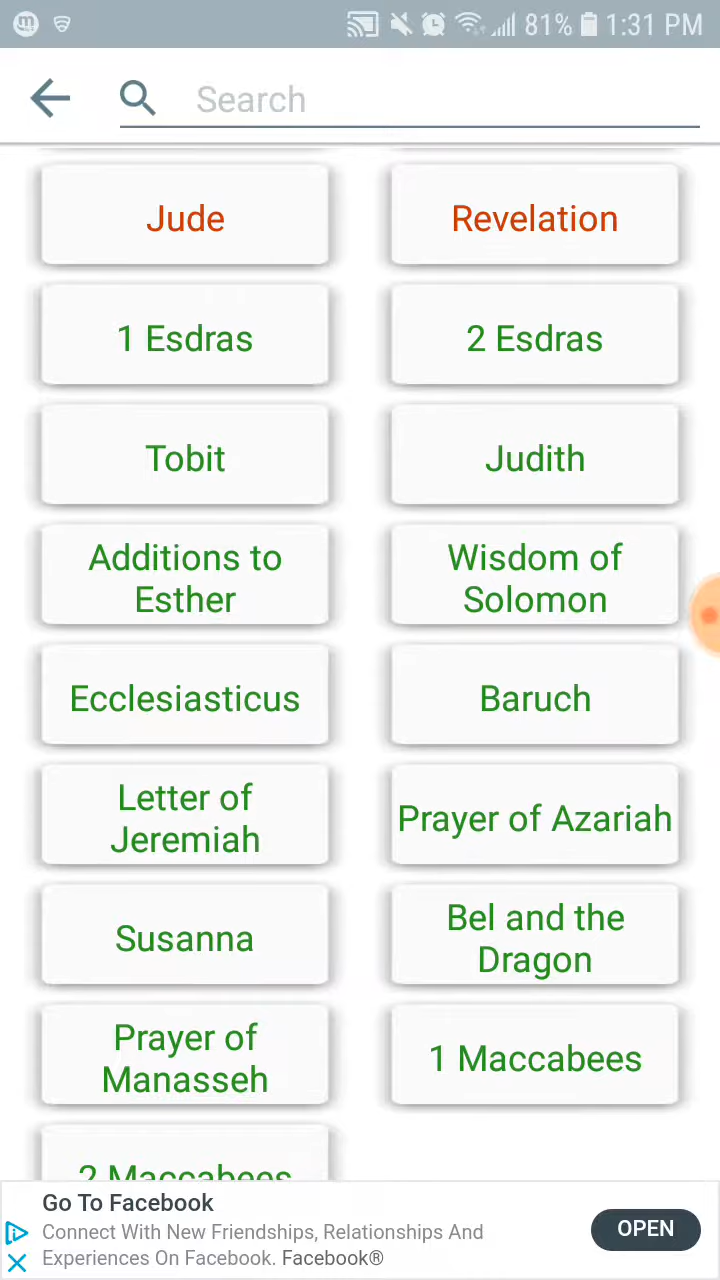 81% 1:31 PM
Search
Jude
Revelation
1 Esdras
2 Esdras
Tobit
Judith
Additions to
Esther
Wisdom of
Solomon
Ecclesiasticus
Baruch
Letter of
Jeremiah
Prayer of Azariah
Susanna
Bel and the
Dragon
Prayer of
Manasseh
1 Maccabees
2 Maccabees
Go To Facebook
Connect With New Friendships, Relationships And
Experiences On Facebook. Facebook®
OPEN